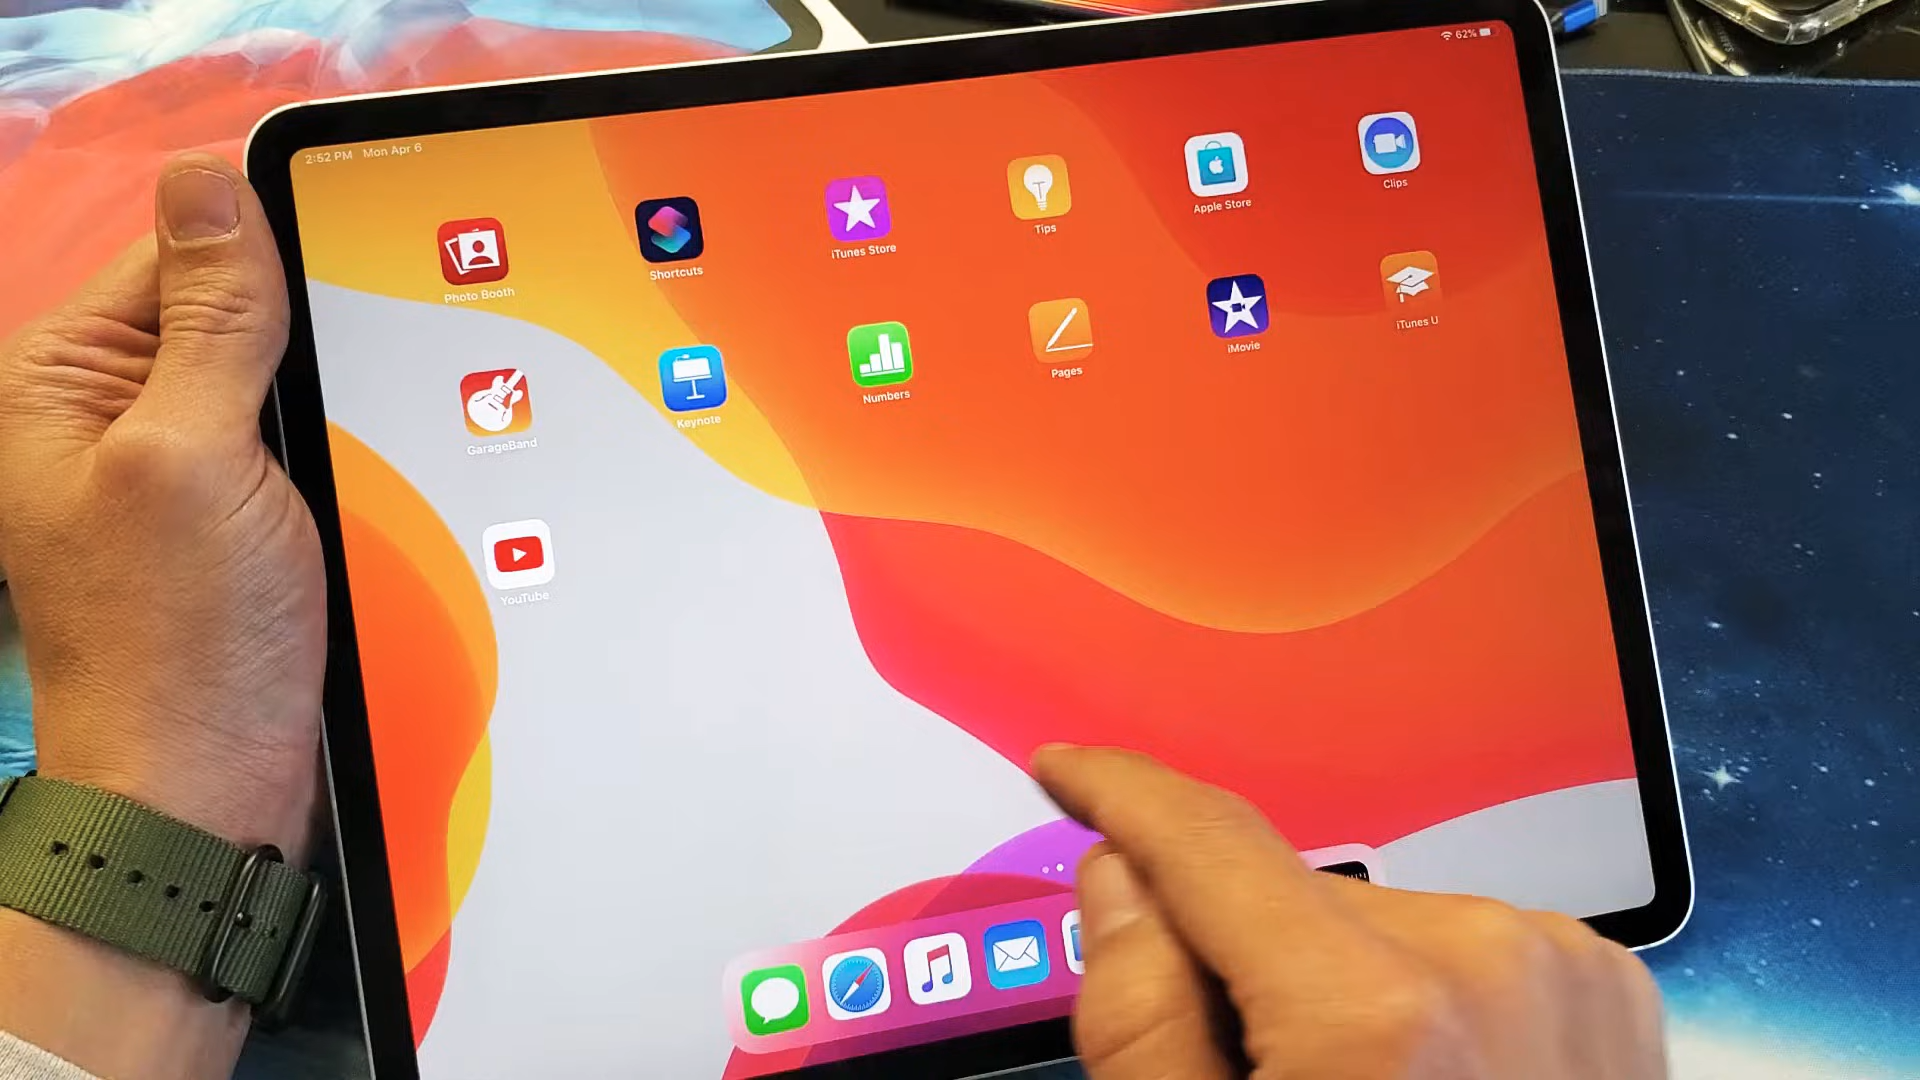 2:52 PM Mon Apr 6
62%
Photo Booth
Shortcuts
iTunes Store
Tips
Apple Store
Clips
GarageBand
Keynote
Numbers
Pages
iMovie
iTunes U
YouTube